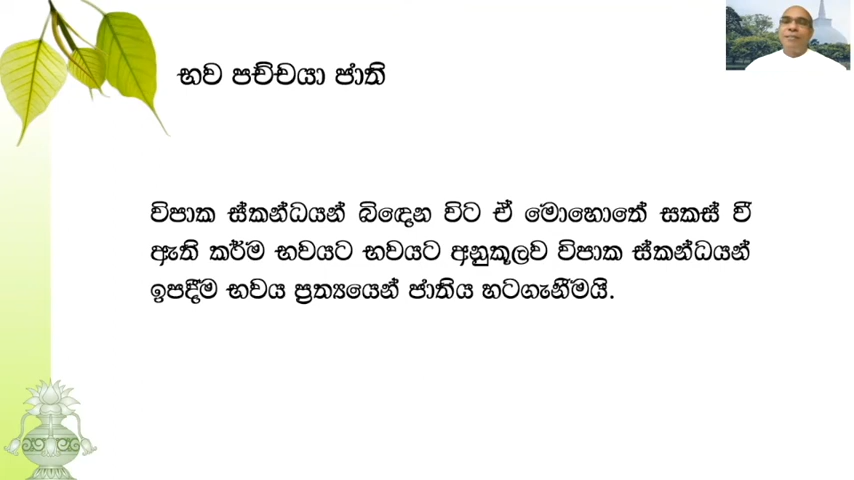 භව පච්චයා ජාති
විපාක ස්කන්ධයන් බිඳෙන විට ඒ මොහොතේ සකස් වී
ඇති කර්ම භවයට භවයට අනුකූලව විපාක ස්කන්ධයන්
ඉපදීම භවය ප්‍රත්‍යයෙන් ජාතිය හටගැනීමයි.